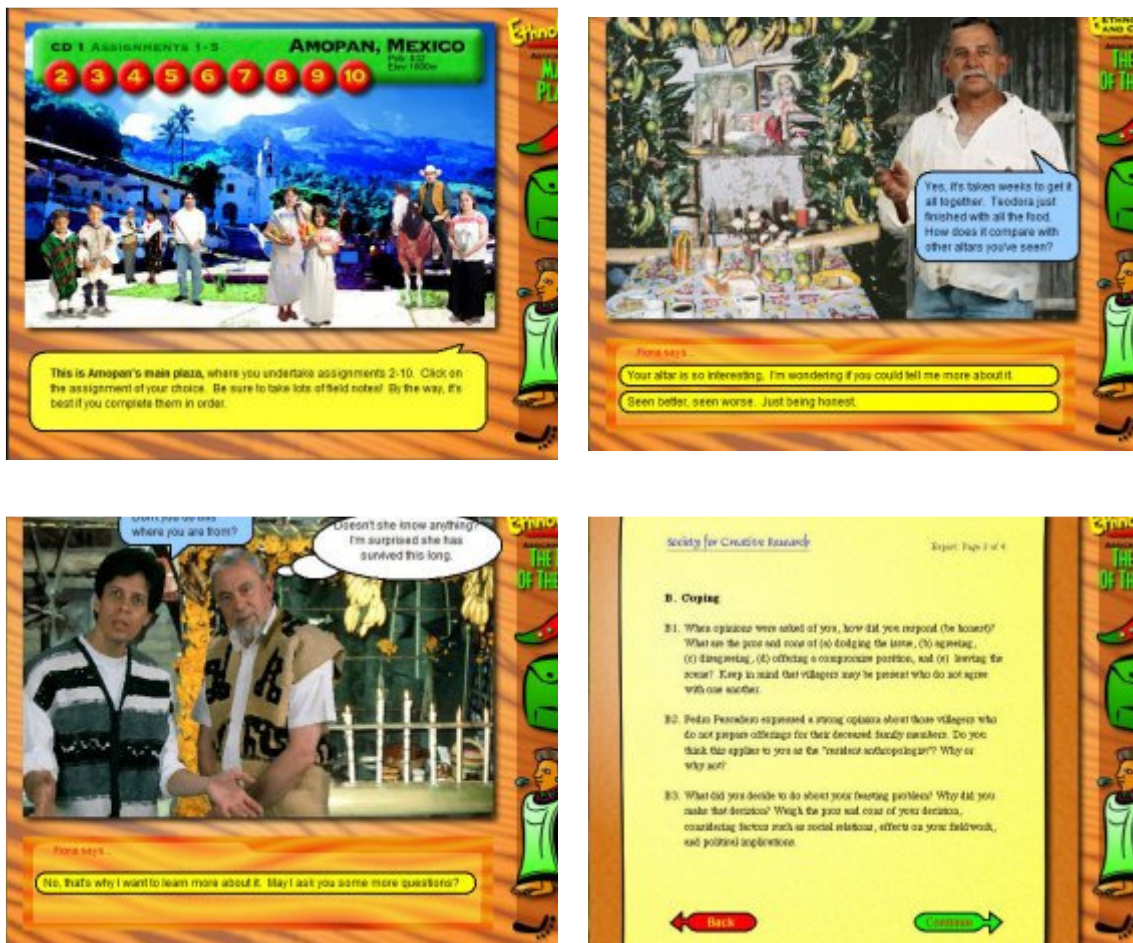 CD 1 ASSIGNMENTS 1-5
AMOPAN, MEXICO
2 3 4 5 6 7 8 9 10
This is Amopan's main plaza, where you undertake assignments 2-10. Click on
the assignment of your choice. Be sure to take lots of field notes! By the way, it's
best if you complete them in order.
Yes, it's taken weeks to get it
all together. Teodora just
finished with all the food.
How does it compare with
other altars you've seen?
Fiona says...
Your altar is so interesting. I'm wondering if you could tell me more about it.
Seen better, seen worse. Just being honest.
where you are from?
Doesn't she know anything?
I'm surprised she has
survived this long.
Fiona says...
No, that's why I want to learn more about it. May I ask you some more questions?
Society for Creative Research
B. Coping
B1. When opinions were asked of you, how did you respond (be honest)?
What are the pros and cons of (a) dodging the issue, (b) agreeing,
(c) disagreeing, (d) offering a compromise position, and (e) leaving the
scene? Keep in mind that villagers may be present who do not agree
with one another.
B2. Pedro Pescadero expressed a strong opinion about those villagers who
do not prepare offerings for their deceased family members. Do you
think this applies to you as the "resident anthropologist"? Why or
why not?
B3. What did you decide to do about your feasting problem? Why did you
make that decision? Weigh the pros and cons of your decision,
considering factors such as social relations, effects on your fieldwork,
and political implications.
Back
Continue